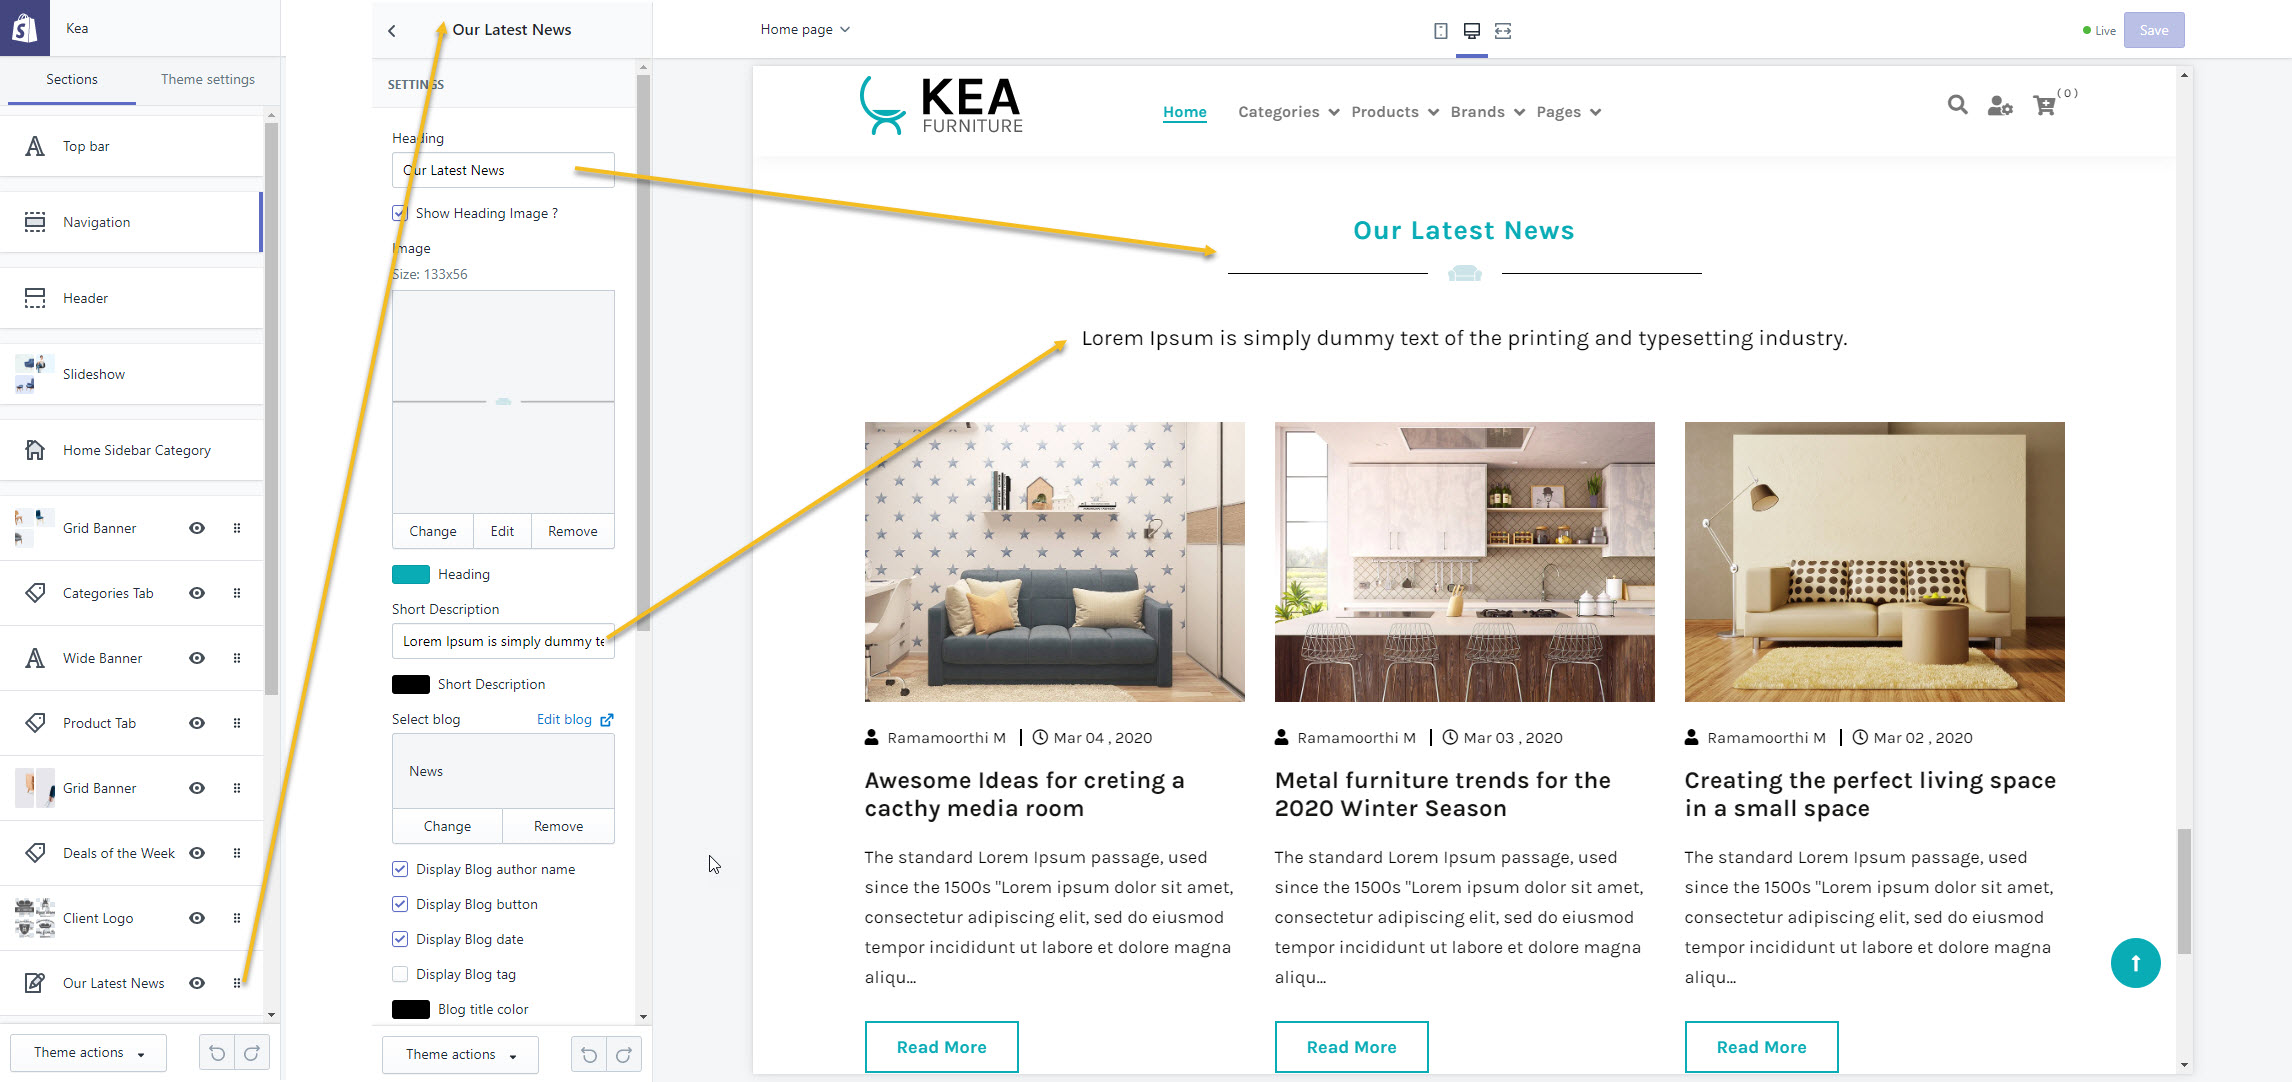 Kea
Sections
Theme settings
Top bar
Navigation
Header
Slideshow
Home Sidebar Category
Grid Banner
Categories Tab
Wide Banner
Product Tab
Grid Banner
Deals of the Week
Client Logo
Our Latest News
Theme actions
Our Latest News
SETTINGS
Heading
Our Latest News
Show Heading Image ?
Image
Size: 133x56
Change
Edit
Remove
Heading
Short Description
Lorem Ipsum is simply dummy te
Short Description
Select blog
Edit blog
News
Change
Remove
Display Blog author name
Display Blog button
Display Blog date
Display Blog tag
Blog title color
Theme actions
Home page
Live
Save
KEA
FURNITURE
Home
Categories
Products
Brands
Pages
( 0 )
Our Latest News
Lorem Ipsum is simply dummy text of the printing and typesetting industry.
Ramamoorthi M
Mar 04 , 2020
Awesome Ideas for creting a
cacthy media room
The standard Lorem Ipsum passage, used
since the 1500s "Lorem ipsum dolor sit amet,
consectetur adipiscing elit, sed do eiusmod
tempor incididunt ut labore et dolore magna
aliqu...
Read More
Ramamoorthi M
Mar 03 , 2020
Metal furniture trends for the
2020 Winter Season
The standard Lorem Ipsum passage, used
since the 1500s "Lorem ipsum dolor sit amet,
consectetur adipiscing elit, sed do eiusmod
tempor incididunt ut labore et dolore magna
aliqu...
Read More
Ramamoorthi M
Mar 02 , 2020
Creating the perfect living space
in a small space
The standard Lorem Ipsum passage, used
since the 1500s "Lorem ipsum dolor sit amet,
consectetur adipiscing elit, sed do eiusmod
tempor incididunt ut labore et dolore magna
aliqu...
Read More